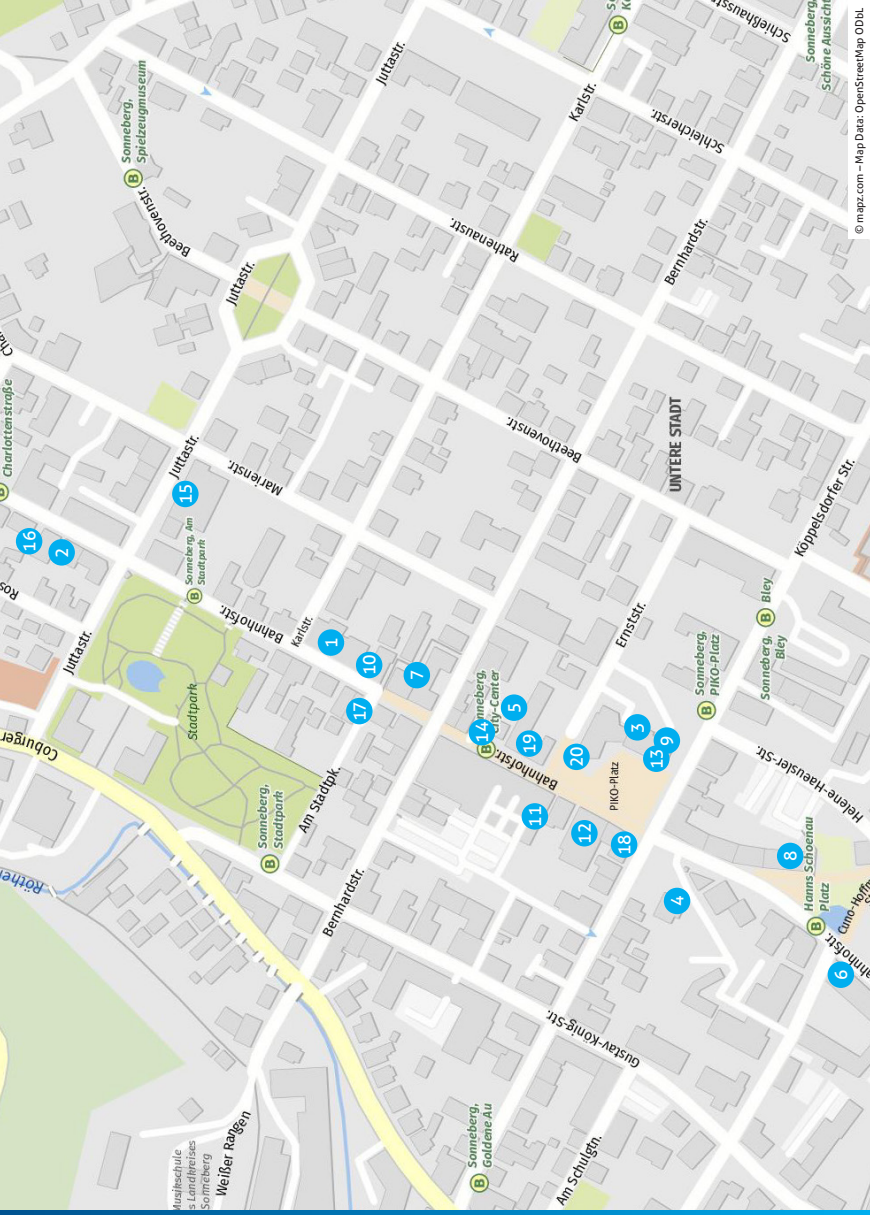 © mapz.com – Map Data: OpenStreetMap ODbL
Schießhausstr.
Sonneberg,
Schöne Aussicht
B
Juttastr.
Karlstr.
Schleicherstr.
Sonneberg,
Spielzeugmuseum
B
Beethovenstr.
Rathenaustr.
Bernhardstr.
Juttastr.
Charlottenstraße
B
Juttastr.
Marienstr.
Beethovenstr.
UNTERE STADT
Köppelsdorfer Str.
16
2
15
Sonneberg, Am
Stadtpark
B
Bahnhofstr.
Karlstr.
Juttastr.
Stadtpark
1
10
7
17
Ernststr.
Sonneberg,
PIKO-Platz
B
Bley
B
Sonneberg,
Bley
Sonneberg,
City-Center
B
14
5
19
20
3
9
13
Bahnhofstr.
PIKO-Platz
11
12
18
Helene-Haeusler-Str.
Coburger
Sonneberg,
Stadtpark
B
Am Stadtpk.
Bernhardstr.
4
8
Hanns Schoenau
Platz
B
6
Gustav-König-Str.
Weißer Rangen
Musikschule
s Landkreises
Sonneberg
Sonneberg,
Goldene Au
B
Am Schulgtn.